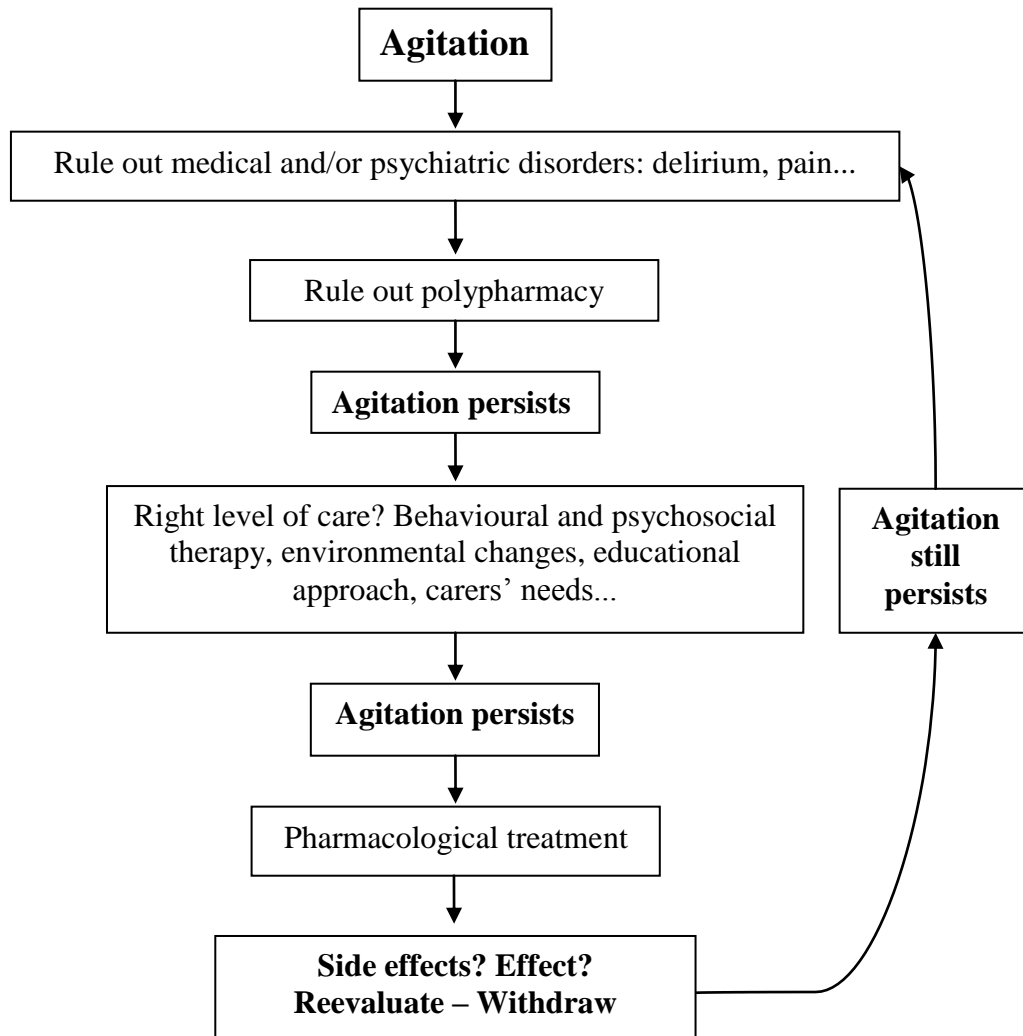 Agitation
Rule out medical and/or psychiatric disorders: delirium, pain...
Rule out polypharmacy
Agitation persists
Right level of care? Behavioural and psychosocial
therapy, environmental changes, educational
approach, carers’ needs...
Agitation
still
persists
Agitation persists
Pharmacological treatment
Side effects? Effect?
Reevaluate – Withdraw